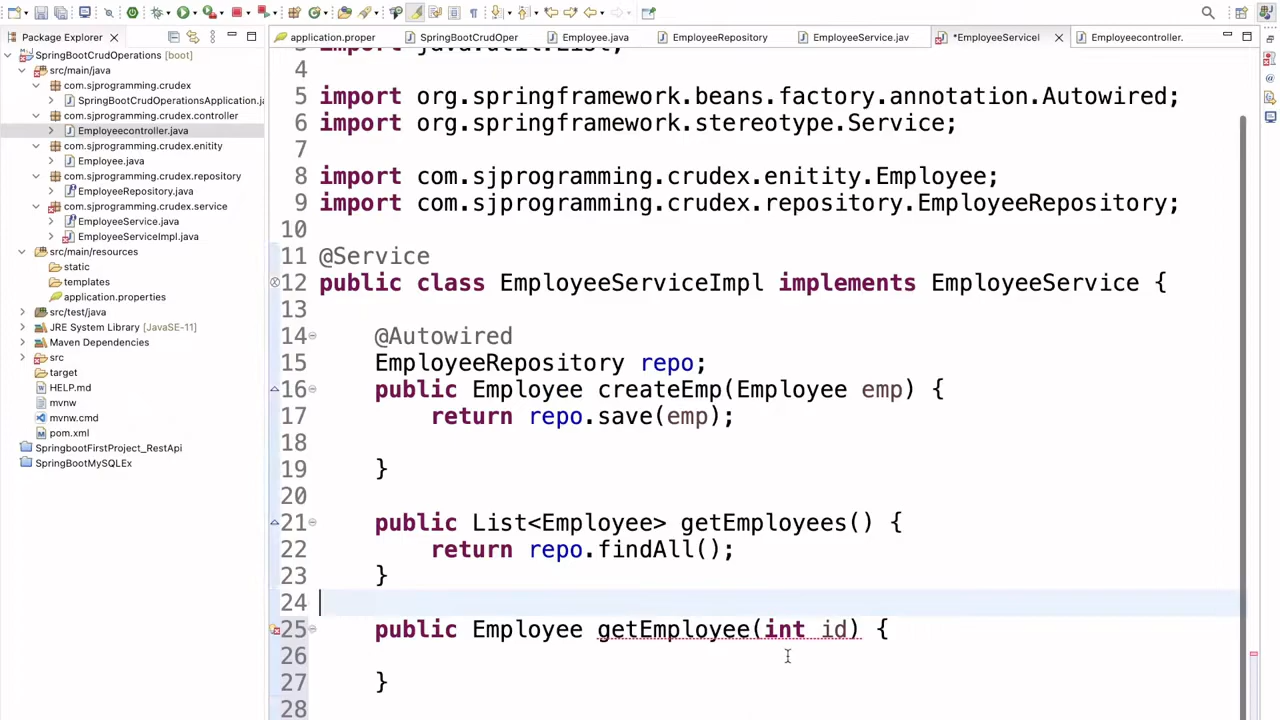 Package Explorer
application.proper
SpringBootCrudOper
Employee.java
EmployeeRepository
EmployeeService.jav
*EmployeeServiceI
Employeecontroller.
SpringBootCrudOperations [boot]
src/main/java
com.sjprogramming.crudex
SpringBootCrudOperationsApplication.ja
com.sjprogramming.crudex.controller
Employeecontroller.java
com.sjprogramming.crudex.enitity
Employee.java
com.sjprogramming.crudex.repository
EmployeeRepository.java
com.sjprogramming.crudex.service
EmployeeService.java
EmployeeServiceImpl.java
src/main/resources
static
templates
application.properties
src/test/java
JRE System Library [JavaSE-11]
Maven Dependencies
src
target
HELP.md
mvnw
mvnw.cmd
pom.xml
SpringbootFirstProject_RestApi
SpringBootMySQLEx
3 import java.util.List;
4
5 import org.springframework.beans.factory.annotation.Autowired;
6 import org.springframework.stereotype.Service;
7
8 import com.sjprogramming.crudex.enitity.Employee;
9 import com.sjprogramming.crudex.repository.EmployeeRepository;
10
11 @Service
12 public class EmployeeServiceImpl implements EmployeeService {
13
14 @Autowired
15 EmployeeRepository repo;
16 public Employee createEmp(Employee emp) {
17 return repo.save(emp);
18
19 }
20
21 public List<Employee> getEmployees() {
22 return repo.findAll();
23 }
24
25 public Employee getEmployee(int id) {
26
27 }
28